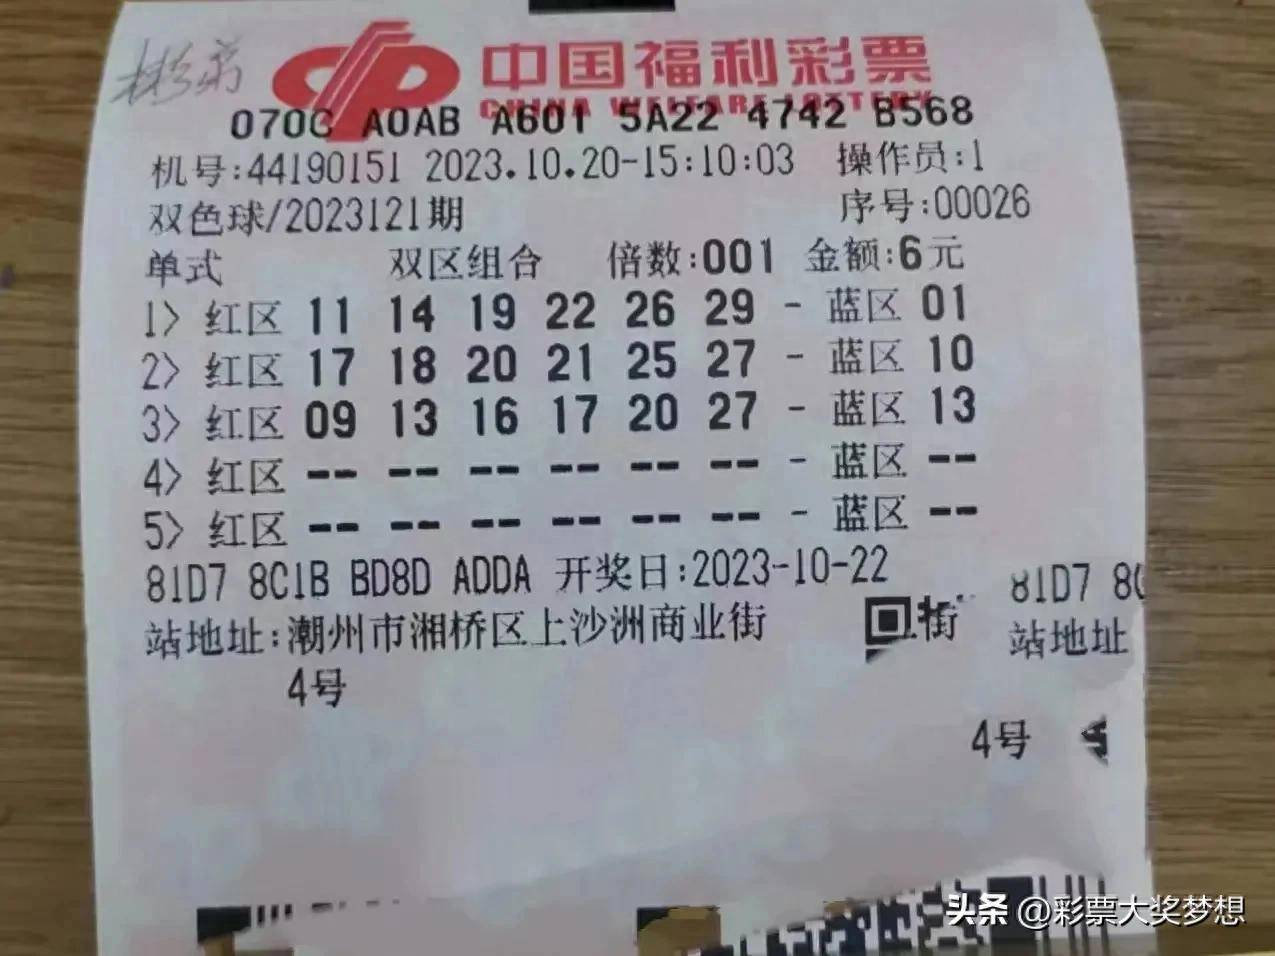 中国福利彩票
CHINA WELFARE LOTTERY
070C A0AB A601 5A22 4742 B568
机号:44190151 2023.10.20-15:10:03 操作员:1
双色球/2023121期 序号:00026
单式 双区组合 倍数:001 金额:6元
1> 红区 11 14 19 22 26 29 - 蓝区 01
2> 红区 17 18 20 21 25 27 - 蓝区 10
3> 红区 09 13 16 17 20 27 - 蓝区 13
4> 红区 -- -- -- -- -- -- - 蓝区 --
5> 红区 -- -- -- -- -- -- - 蓝区 --
81D7 8C1B BD8D ADDA 开奖日:2023-10-22 81D7 8C
站地址:潮州市湘桥区上沙洲商业街 街 站地址
4号
4号
头条 @彩票大奖梦想